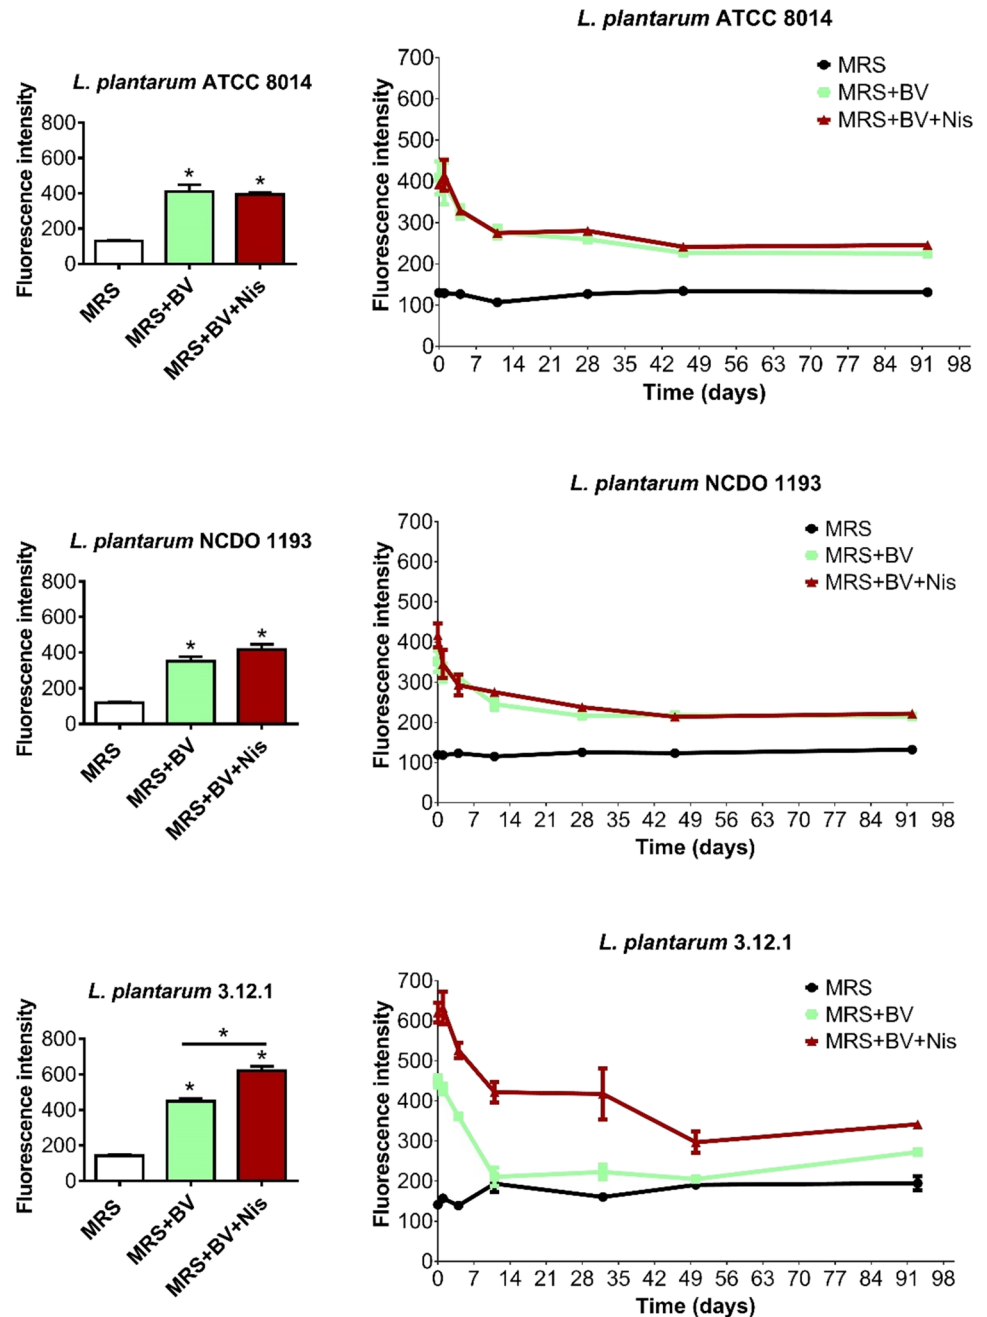 L. plantarum ATCC 8014
Fluorescence intensity
800
600
400
200
0
*
*
MRS
MRS+BV
MRS+BV+Nis
L. plantarum ATCC 8014
MRS
MRS+BV
MRS+BV+Nis
Fluorescence intensity
700
600
500
400
300
200
100
0
0 7 14 21 28 35 42 49 56 63 70 77 84 91 98
Time (days)
L. plantarum NCDO 1193
Fluorescence intensity
800
600
400
200
0
*
*
MRS
MRS+BV
MRS+BV+Nis
L. plantarum NCDO 1193
MRS
MRS+BV
MRS+BV+Nis
Fluorescence intensity
700
600
500
400
300
200
100
0
0 7 14 21 28 35 42 49 56 63 70 77 84 91 98
Time (days)
L. plantarum 3.12.1
Fluorescence intensity
800
600
400
200
0
*
*
*
MRS
MRS+BV
MRS+BV+Nis
L. plantarum 3.12.1
MRS
MRS+BV
MRS+BV+Nis
Fluorescence intensity
700
600
500
400
300
200
100
0
0 7 14 21 28 35 42 49 56 63 70 77 84 91 98
Time (days)